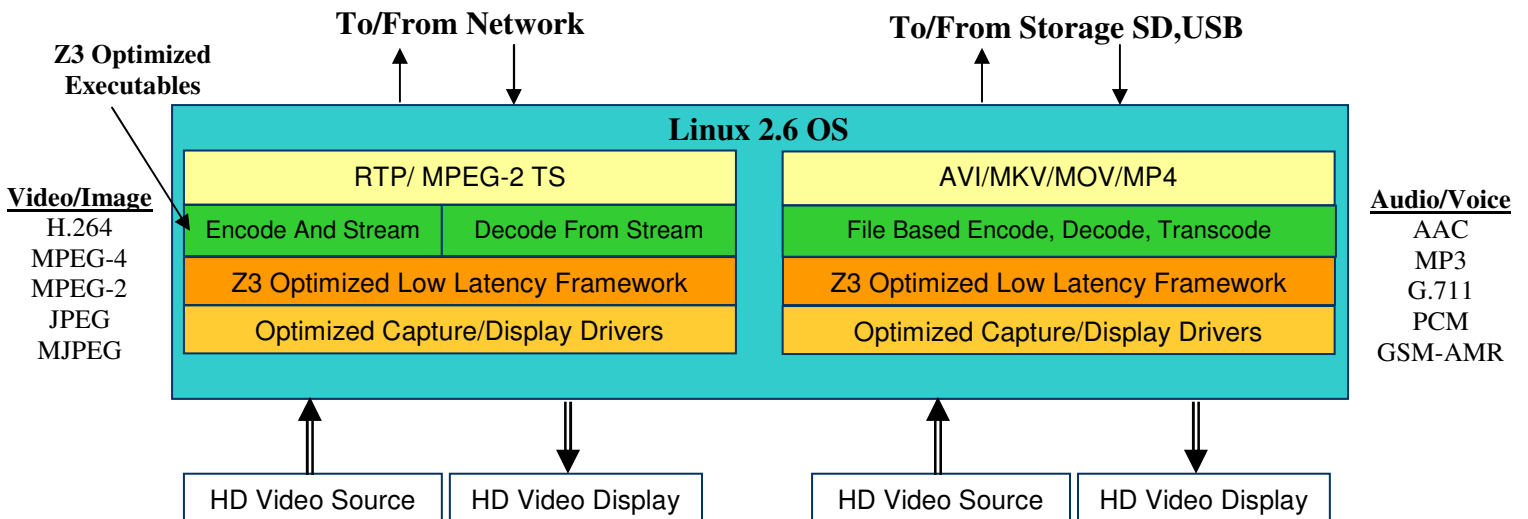 To/From Network
To/From Storage SD,USB
Z3 Optimized
Executables
Linux 2.6 OS
RTP/ MPEG-2 TS
AVI/MKV/MOV/MP4
Video/Image
H.264
MPEG-4
MPEG-2
JPEG
MJPEG
Encode And Stream
Decode From Stream
File Based Encode, Decode, Transcode
Z3 Optimized Low Latency Framework
Z3 Optimized Low Latency Framework
Optimized Capture/Display Drivers
Optimized Capture/Display Drivers
Audio/Voice
AAC
MP3
G.711
PCM
GSM-AMR
HD Video Source
HD Video Display
HD Video Source
HD Video Display